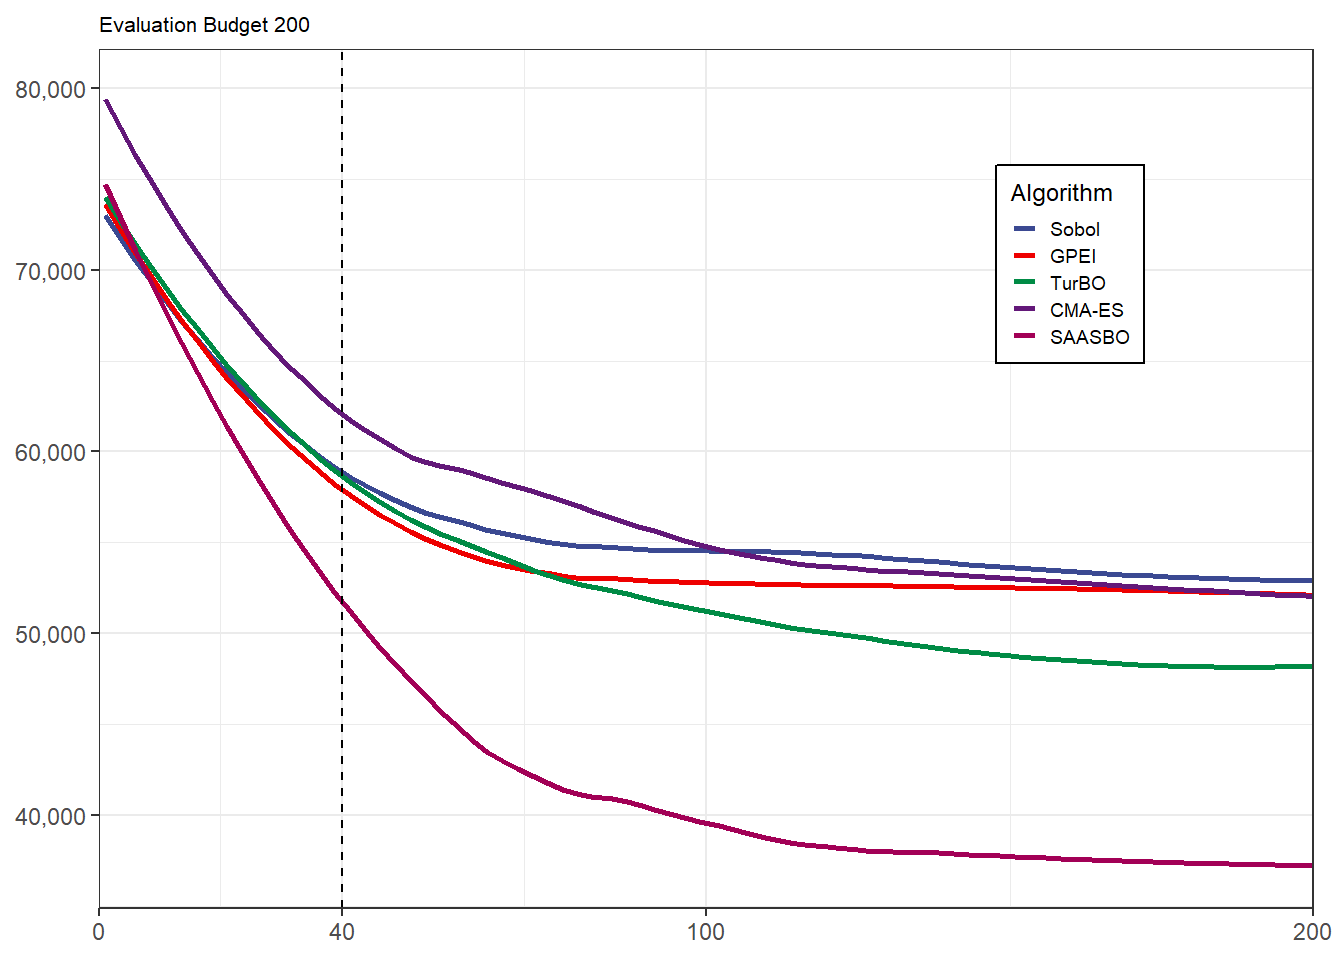 Evaluation Budget 200
80,000
70,000
60,000
50,000
40,000
Algorithm
Sobol
GPEI
TurBO
CMA-ES
SAASBO
0 40 100 200